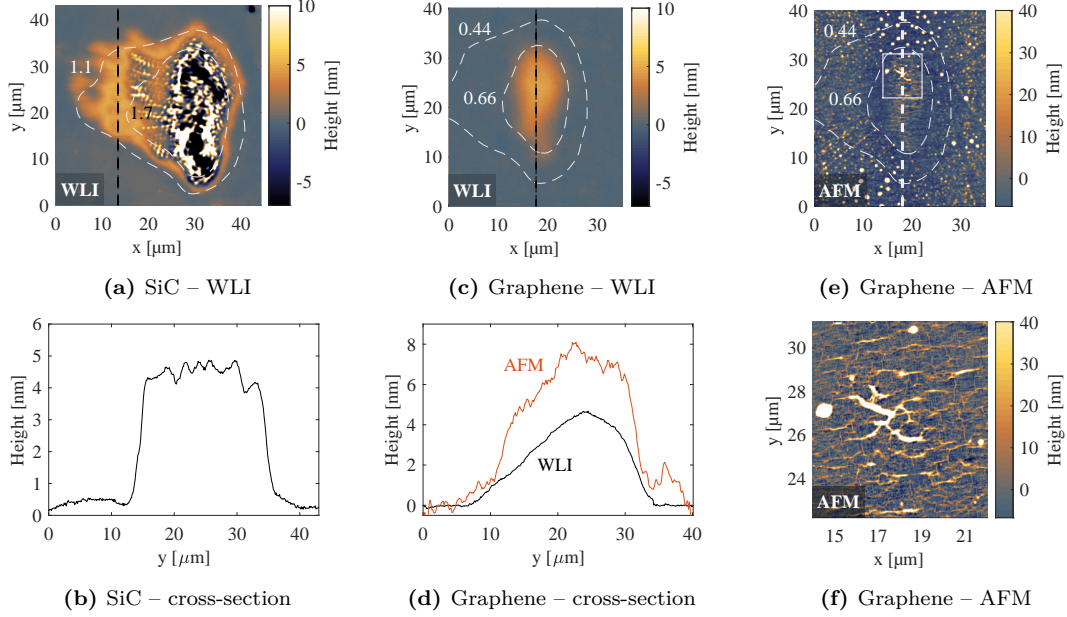 40
30
20
10
0
y [μm]
1.1
1.7
WLI
0 10 20 30 40
x [μm]
10
5
0
-5
Height [nm]
(a) SiC – WLI
40
30
20
10
0
y [μm]
0.44
0.66
WLI
0 10 20 30
x [μm]
10
5
0
-5
Height [nm]
(c) Graphene – WLI
40
30
20
10
0
y [μm]
0.44
0.66
AFM
0 10 20 30
x [μm]
40
30
20
10
0
Height [nm]
(e) Graphene – AFM
6
5
4
3
2
1
0
Height [nm]
0 10 20 30 40
y [μm]
(b) SiC – cross-section
8
6
4
2
0
Height [nm]
AFM
WLI
0 10 20 30 40
y [μm]
(d) Graphene – cross-section
30
28
26
24
y [μm]
AFM
15 17 19 21
x [μm]
40
30
20
10
0
Height [nm]
(f) Graphene – AFM